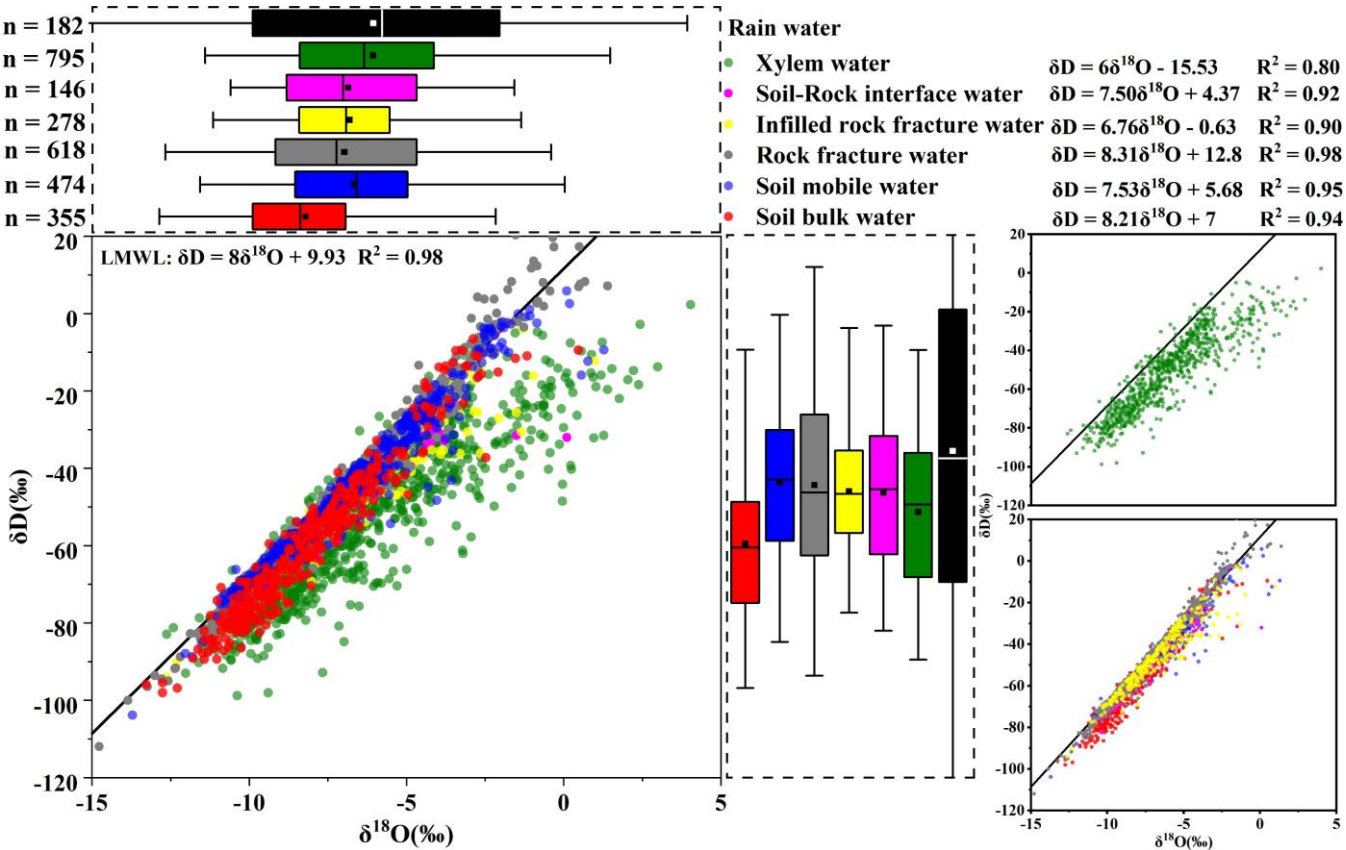 n = 182
n = 795
n = 146
n = 278
n = 618
n = 474
n = 355
Rain water
Xylem water δD = 6δ¹⁸O - 15.53 R² = 0.80
Soil-Rock interface water δD = 7.50δ¹⁸O + 4.37 R² = 0.92
Infilled rock fracture water δD = 6.76δ¹⁸O - 0.63 R² = 0.90
Rock fracture water δD = 8.31δ¹⁸O + 12.8 R² = 0.98
Soil mobile water δD = 7.53δ¹⁸O + 5.68 R² = 0.95
Soil bulk water δD = 8.21δ¹⁸O + 7 R² = 0.94
LMWL: δD = 8δ¹⁸O + 9.93 R² = 0.98
20
0
-20
-40
-60
-80
-100
-120
δD(‰)
-15 -10 -5 0 5
δ¹⁸O(‰)
20
0
-20
-40
-60
-80
-100
-120
δD(‰)
20
0
-20
-40
-60
-80
-100
-120
-15 -10 -5 0 5
δ¹⁸O(‰)